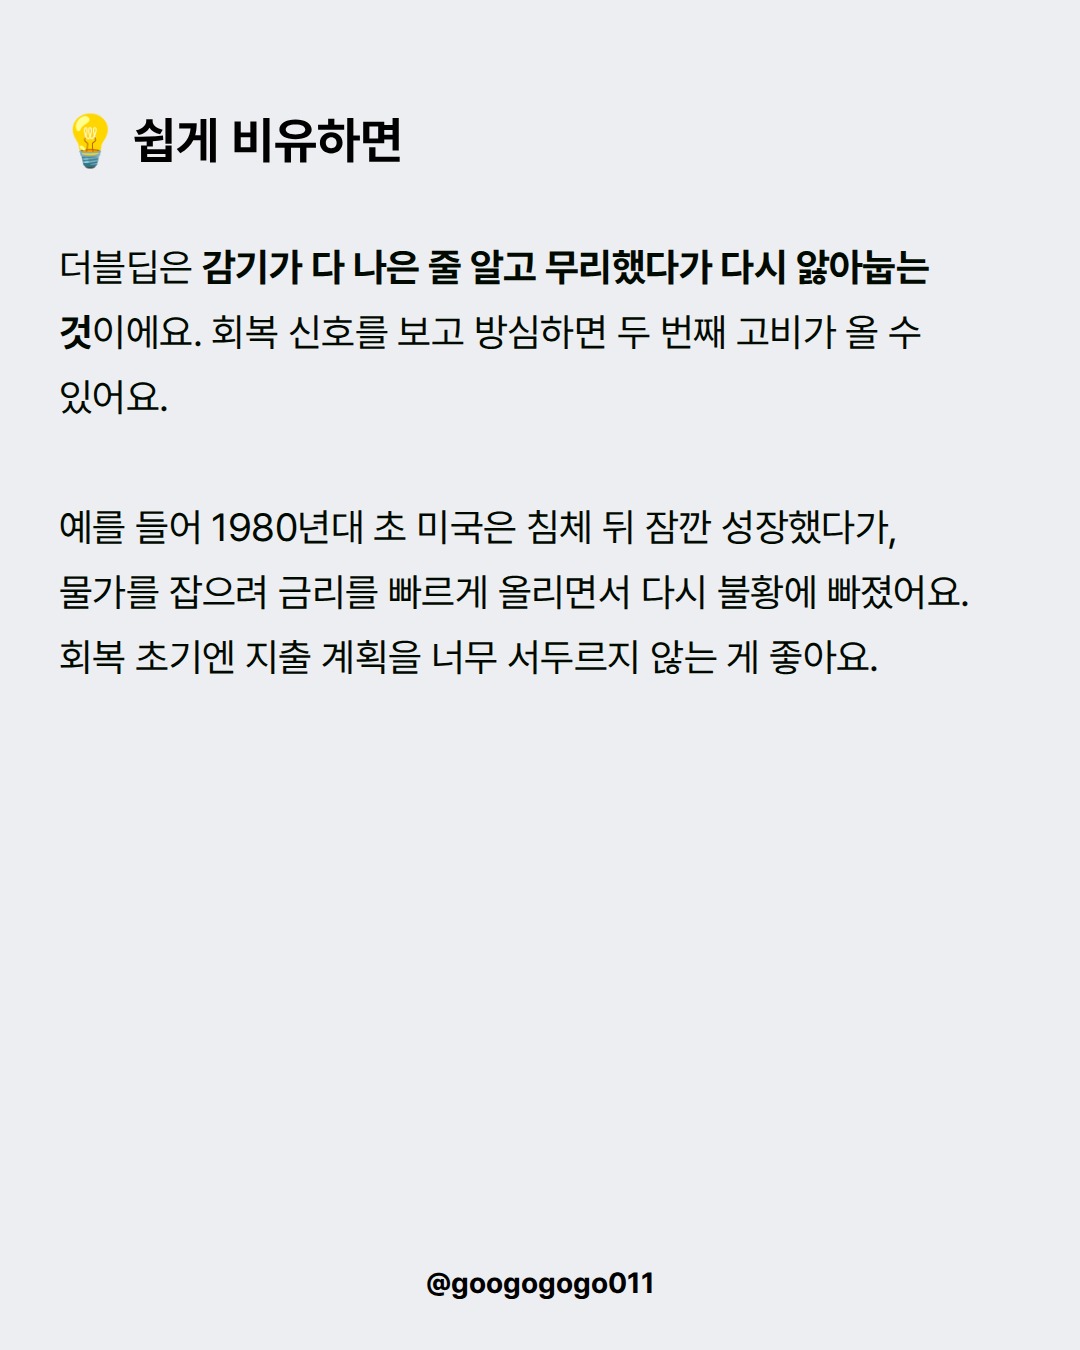 💡 쉽게 비유하면
더블딥은 감기가 다 나은 줄 알고 무리했다가 다시 앓아눕는
것이에요. 회복 신호를 보고 방심하면 두 번째 고비가 올 수
있어요.
예를 들어 1980년대 초 미국은 침체 뒤 잠깐 성장했다가,
물가를 잡으려 금리를 빠르게 올리면서 다시 불황에 빠졌어요.
회복 초기엔 지출 계획을 너무 서두르지 않는 게 좋아요.
@googogogo011